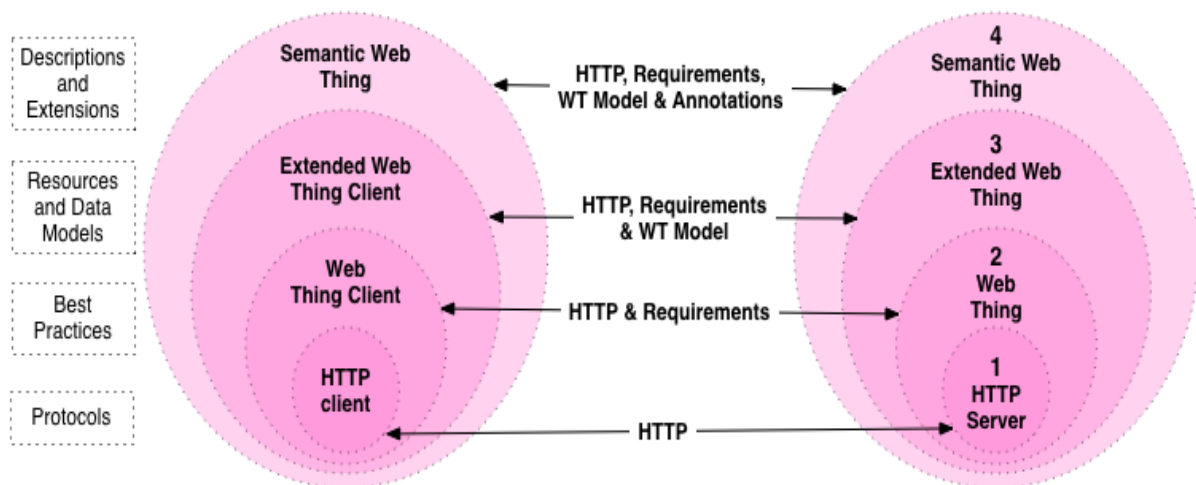 Descriptions
and
Extensions
Semantic Web
Thing
HTTP, Requirements,
WT Model & Annotations
4
Semantic Web
Thing
Resources
and Data
Models
Extended Web
Thing Client
HTTP, Requirements
& WT Model
3
Extended Web
Thing
Best
Practices
Web
Thing Client
HTTP & Requirements
2
Web
Thing
Protocols
HTTP
client
HTTP
1
HTTP
Server